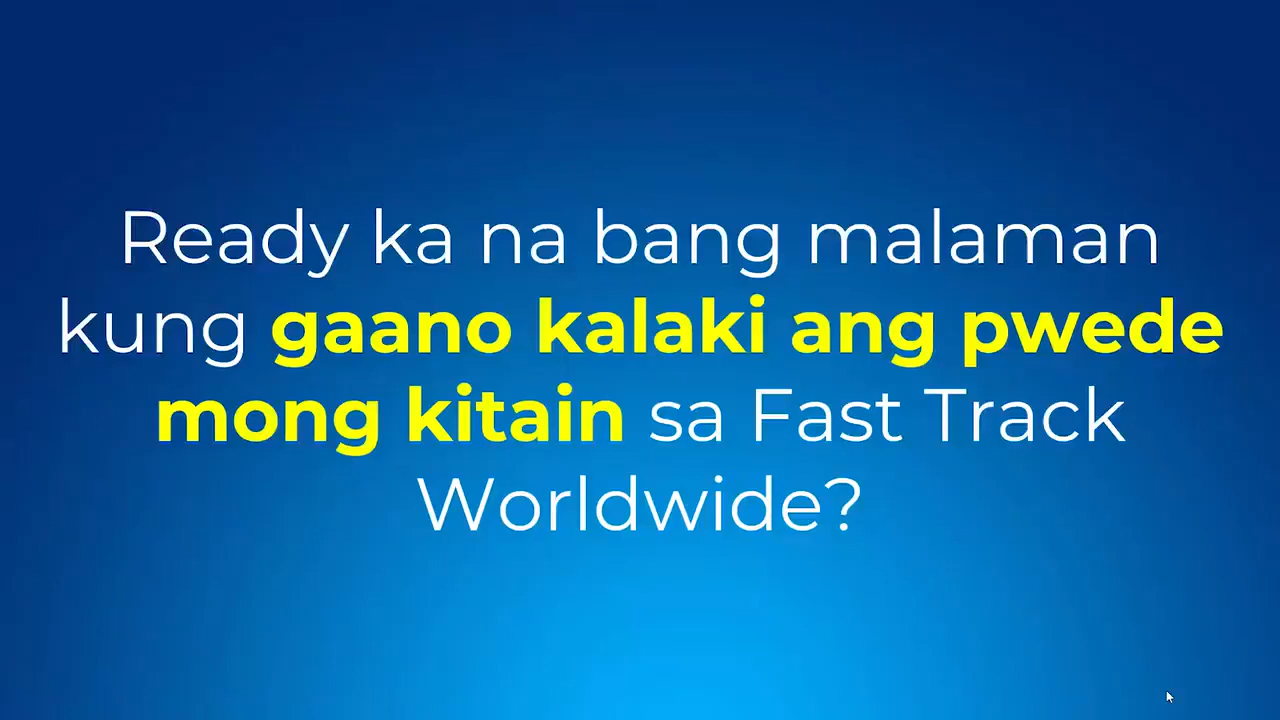 Ready ka na bang malaman
kung gaano kalaki ang pwede
mong kitain sa Fast Track
Worldwide?